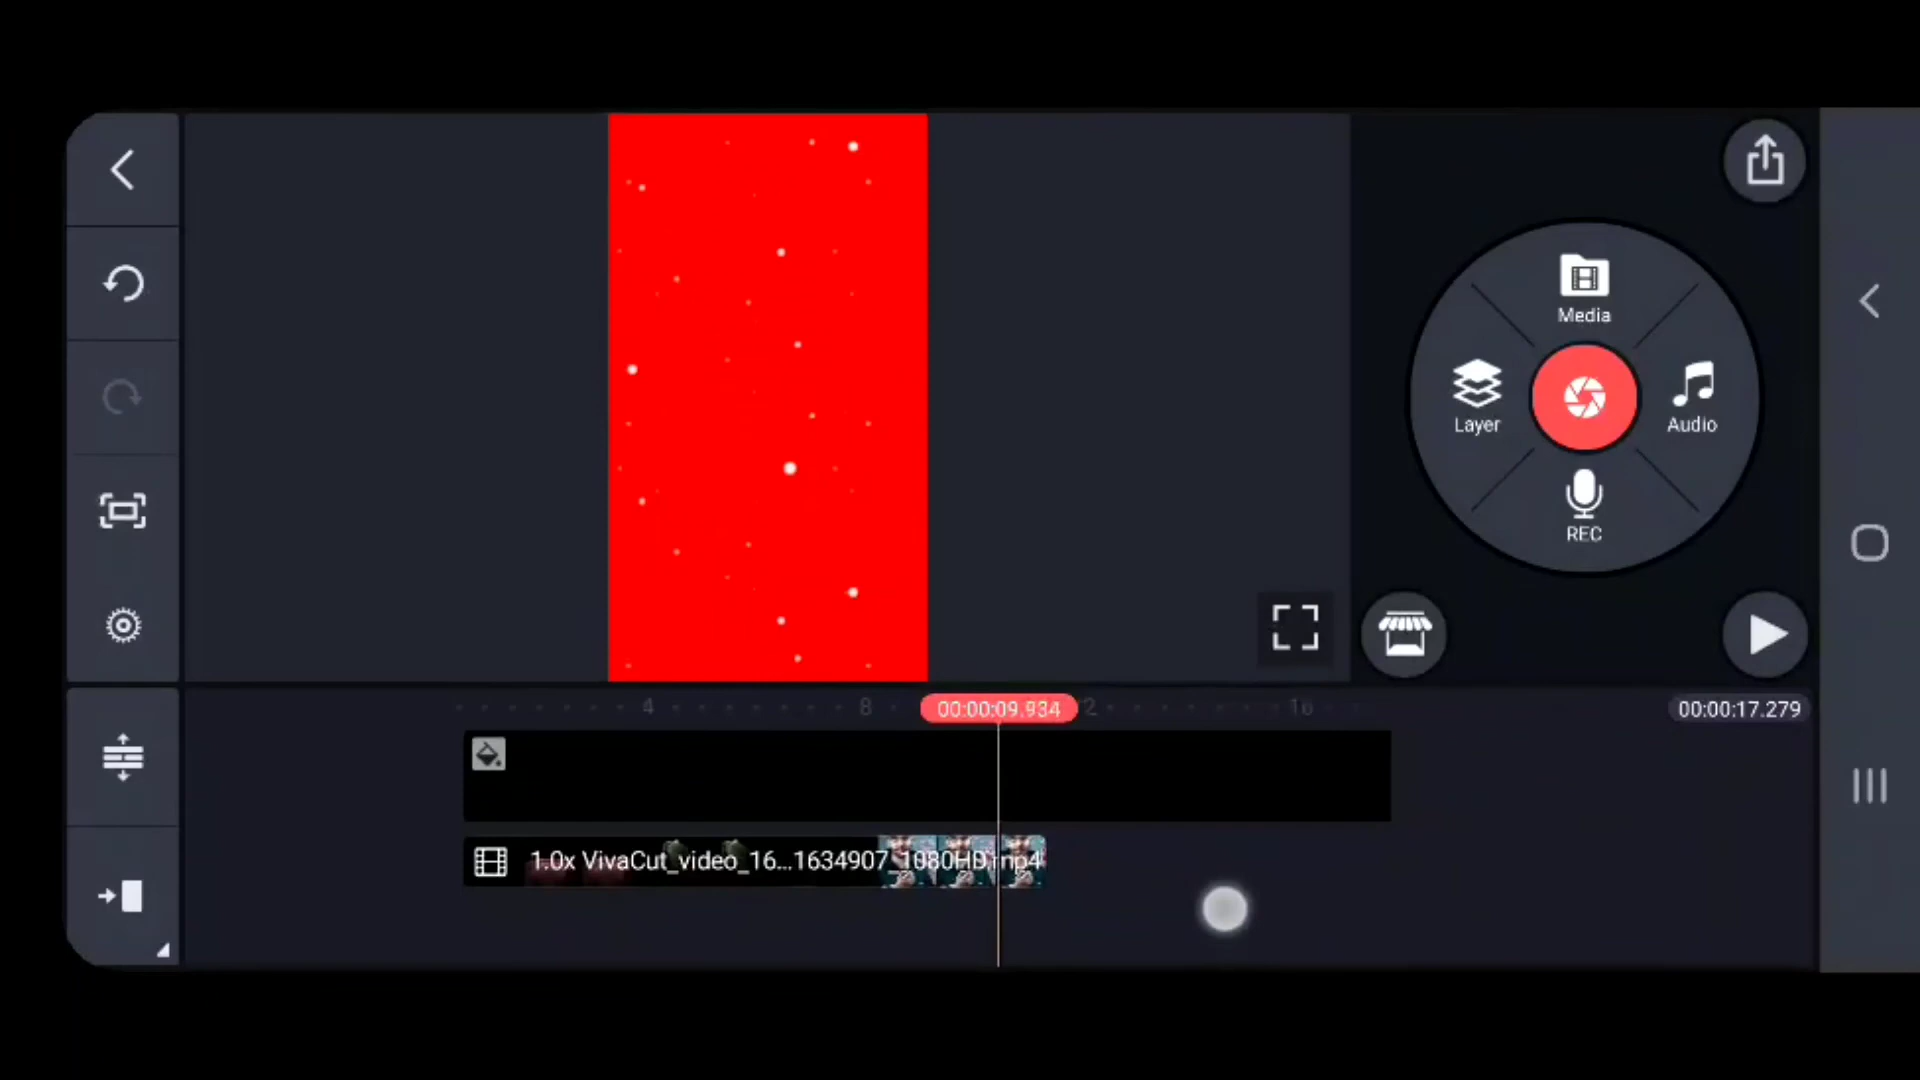 Media
Layer
Audio
REC
4
8
00:00:09.934
2
16
00:00:17.279
1.0x VivaCut_video_16...1634907_1080HD.mp4